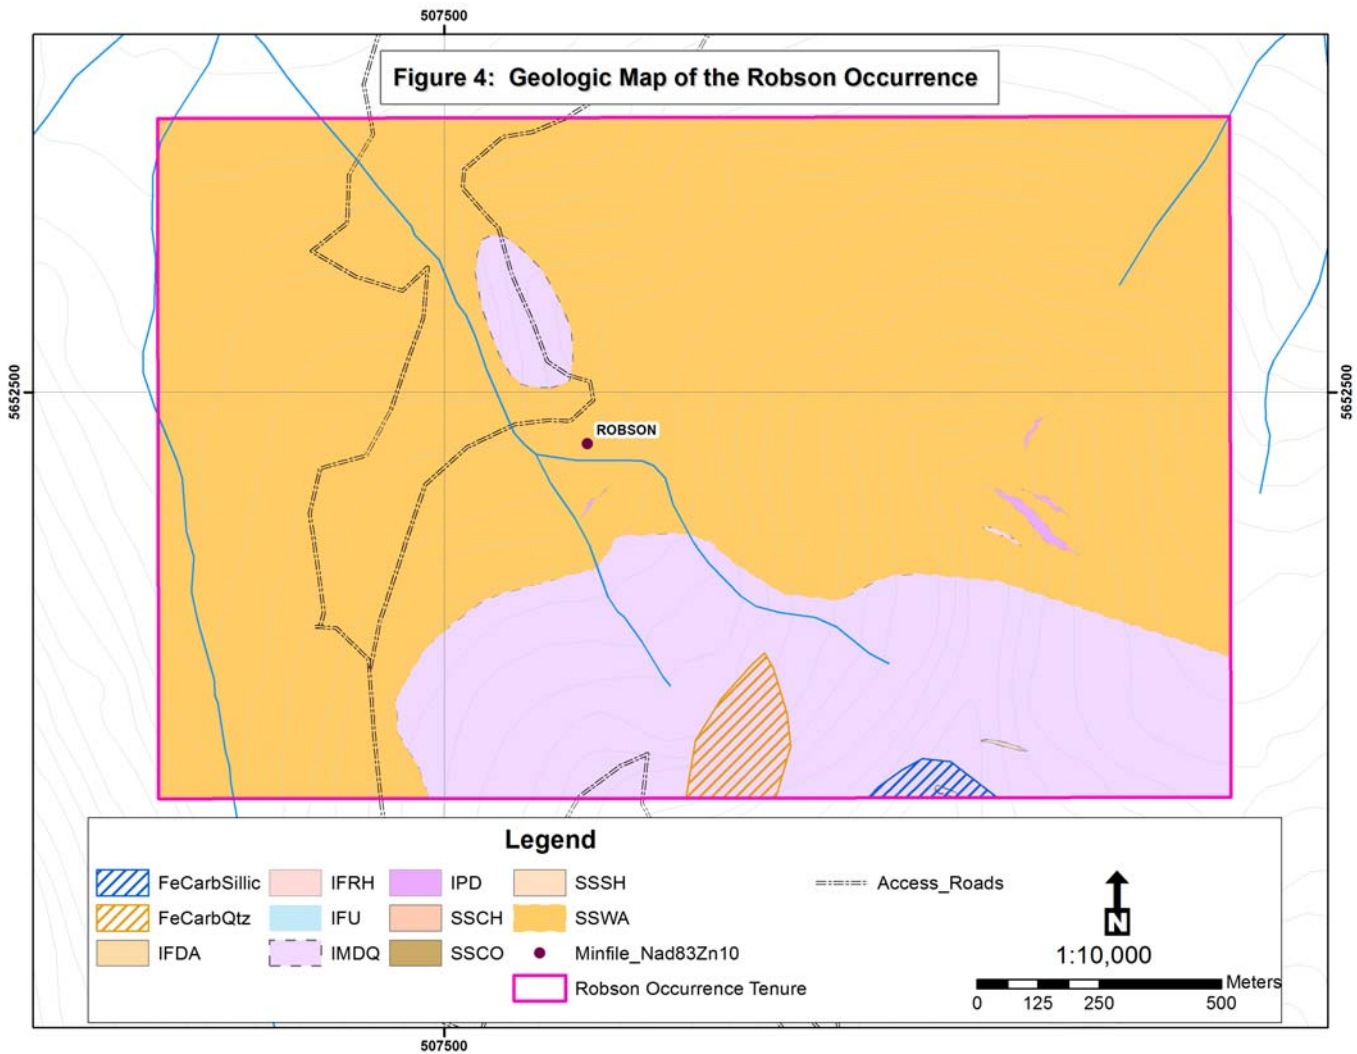 507500
Figure 4: Geologic Map of the Robson Occurrence
5652500
5652500
ROBSON
Legend
FeCarbSillic
IFRH
IPD
SSSH
Access_Roads
FeCarbQtz
IFU
SSCH
SSWA
N
IFDA
IMDQ
SSCO
Minfile_Nad83Zn10
1:10,000
Robson Occurrence Tenure
Meters
0 125 250 500
507500